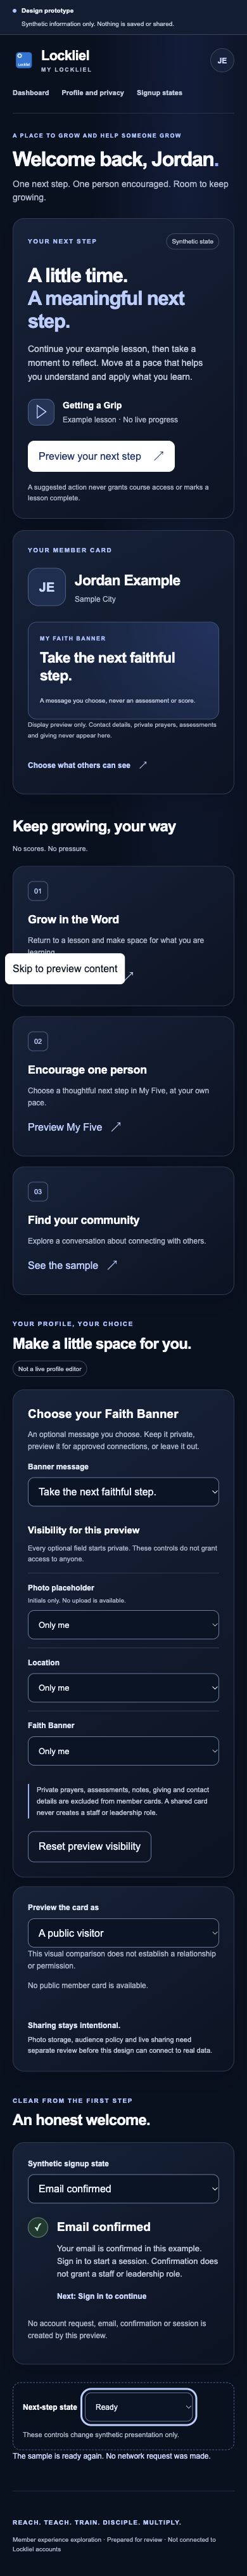 Design prototype
Synthetic information only. Nothing is saved or shared.
Lockliel
Lockliel
MY LOCKLIEL
JE
Dashboard
Profile and privacy
Signup states
A PLACE TO GROW AND HELP SOMEONE GROW
Welcome back, Jordan.
One next step. One person encouraged. Room to keep
growing.
YOUR NEXT STEP
Synthetic state
A little time.
A meaningful next
step.
Continue your example lesson, then take a
moment to reflect. Move at a pace that helps
you understand and apply what you learn.
Getting a Grip
Example lesson · No live progress
Preview your next step
A suggested action never grants course access or marks a
lesson complete.
YOUR MEMBER CARD
JE
Jordan Example
Sample City
MY FAITH BANNER
Take the next faithful
step.
A message you choose, never an assessment or score.
Display preview only. Contact details, private prayers, assessments
and giving never appear here.
Choose what others can see
Keep growing, your way
No scores. No pressure.
01
Grow in the Word
Return to a lesson and make space for what you are
learning.
Skip to preview content
02
Encourage one person
Choose a thoughtful next step in My Five, at your own
pace.
Preview My Five
03
Find your community
Explore a conversation about connecting with others.
See the sample
YOUR PROFILE, YOUR CHOICE
Make a little space for you.
Not a live profile editor
Choose your Faith Banner
An optional message you choose. Keep it private,
preview it for approved connections, or leave it out.
Banner message
Take the next faithful step.
Visibility for this preview
Every optional field starts private. These controls do not grant
access to anyone.
Photo placeholder
Initials only. No upload is available.
Only me
Location
Only me
Faith Banner
Only me
Private prayers, assessments, notes, giving and contact
details are excluded from member cards. A shared card
never creates a staff or leadership role.
Reset preview visibility
Preview the card as
A public visitor
This visual comparison does not establish a relationship
or permission.
No public member card is available.
Sharing stays intentional.
Photo storage, audience policy and live sharing need
separate review before this design can connect to real data.
CLEAR FROM THE FIRST STEP
An honest welcome.
Synthetic signup state
Email confirmed
Email confirmed
Your email is confirmed in this example.
Sign in to start a session. Confirmation does
not grant a staff or leadership role.
Next: Sign in to continue
No account request, email, confirmation or session is
created by this preview.
Next-step state
Ready
These controls change synthetic presentation only.
The sample is ready again. No network request was made.
REACH. TEACH. TRAIN. DISCIPLE. MULTIPLY.
Member experience exploration · Prepared for review · Not connected to
Lockliel accounts